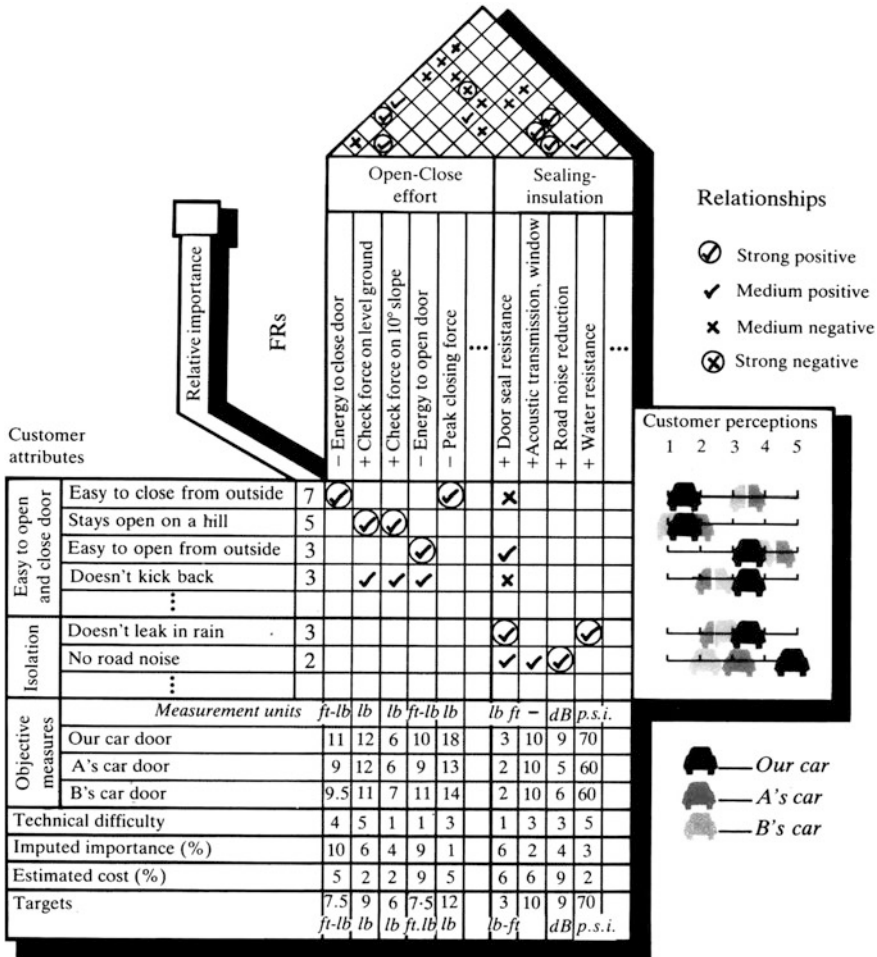 Open-Close effort
Sealing-insulation
Relative importance
FRs
− Energy to close door
+ Check force on level ground
+ Check force on 10° slope
− Energy to open door
− Peak closing force
...
+ Door seal resistance
+Acoustic transmission, window
+ Road noise reduction
+ Water resistance
...
Relationships
Strong positive
Medium positive
Medium negative
Strong negative
Customer perceptions
1 2 3 4 5
Customer attributes
Easy to open and close door
Easy to close from outside 7
Stays open on a hill 5
Easy to open from outside 3
Doesn't kick back 3
...
Isolation
Doesn't leak in rain 3
No road noise 2
...
Objective measures
Measurement units ft-lb lb lb ft-lb lb lb ft – dB p.s.i.
Our car door 11 12 6 10 18 3 10 9 70
A's car door 9 12 6 9 13 2 10 5 60
B's car door 9.5 11 7 11 14 2 10 6 60
Technical difficulty 4 5 1 1 3 1 3 3 5
Imputed importance (%) 10 6 4 9 1 6 2 4 3
Estimated cost (%) 5 2 2 9 5 6 6 9 2
Targets 7.5 9 6 7·5 12 3 10 9 70
ft-lb lb lb ft.lb lb lb-ft dB p.s.i.
Our car
A's car
B's car